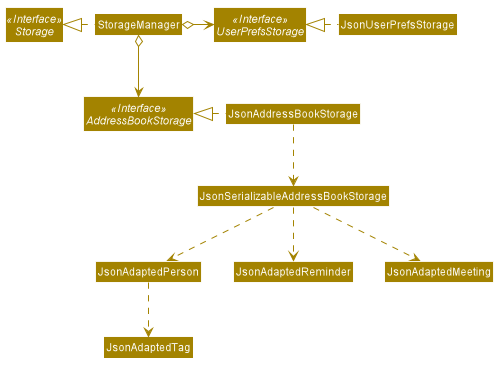 «Interface»
Storage
StorageManager
«Interface»
UserPrefsStorage
JsonUserPrefsStorage
«Interface»
AddressBookStorage
JsonAddressBookStorage
JsonSerializableAddressBookStorage
JsonAdaptedPerson
JsonAdaptedReminder
JsonAdaptedMeeting
JsonAdaptedTag